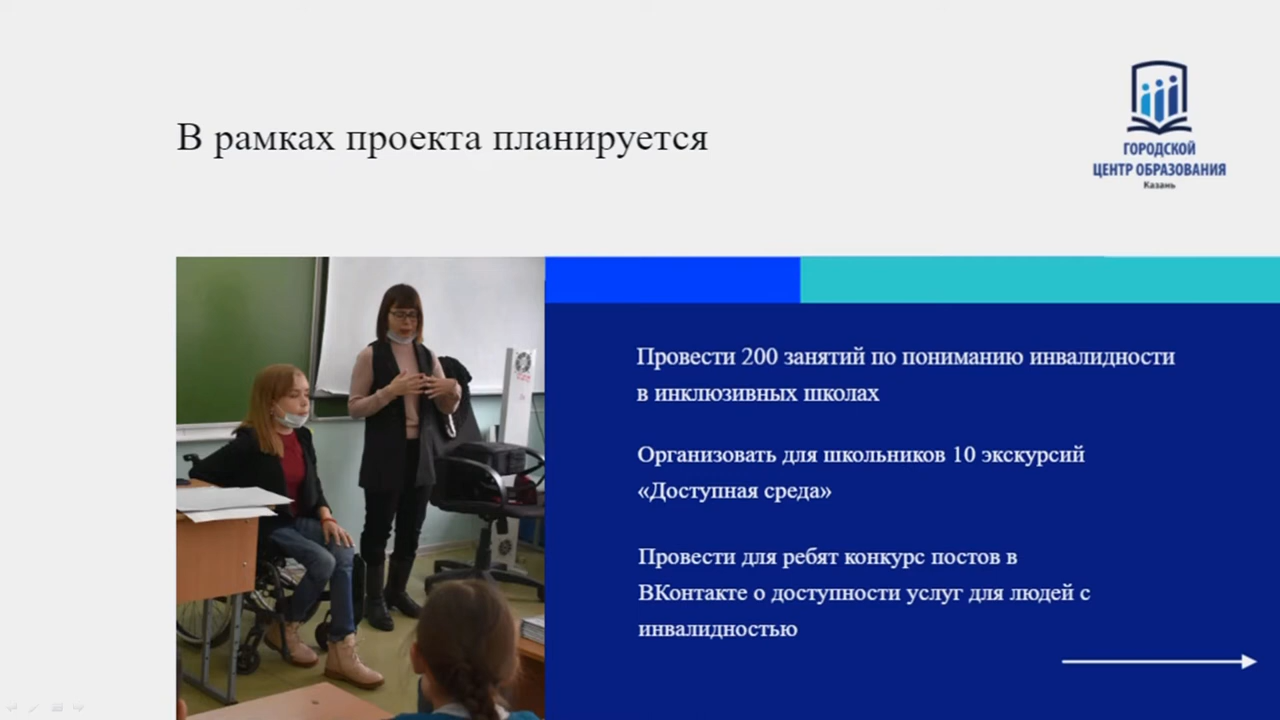 В рамках проекта планируется
ГОРОДСКОЙ
ЦЕНТР ОБРАЗОВАНИЯ
Казань
Провести 200 занятий по пониманию инвалидности
в инклюзивных школах
Организовать для школьников 10 экскурсий
«Доступная среда»
Провести для ребят конкурс постов в
ВКонтакте о доступности услуг для людей с
инвалидностью